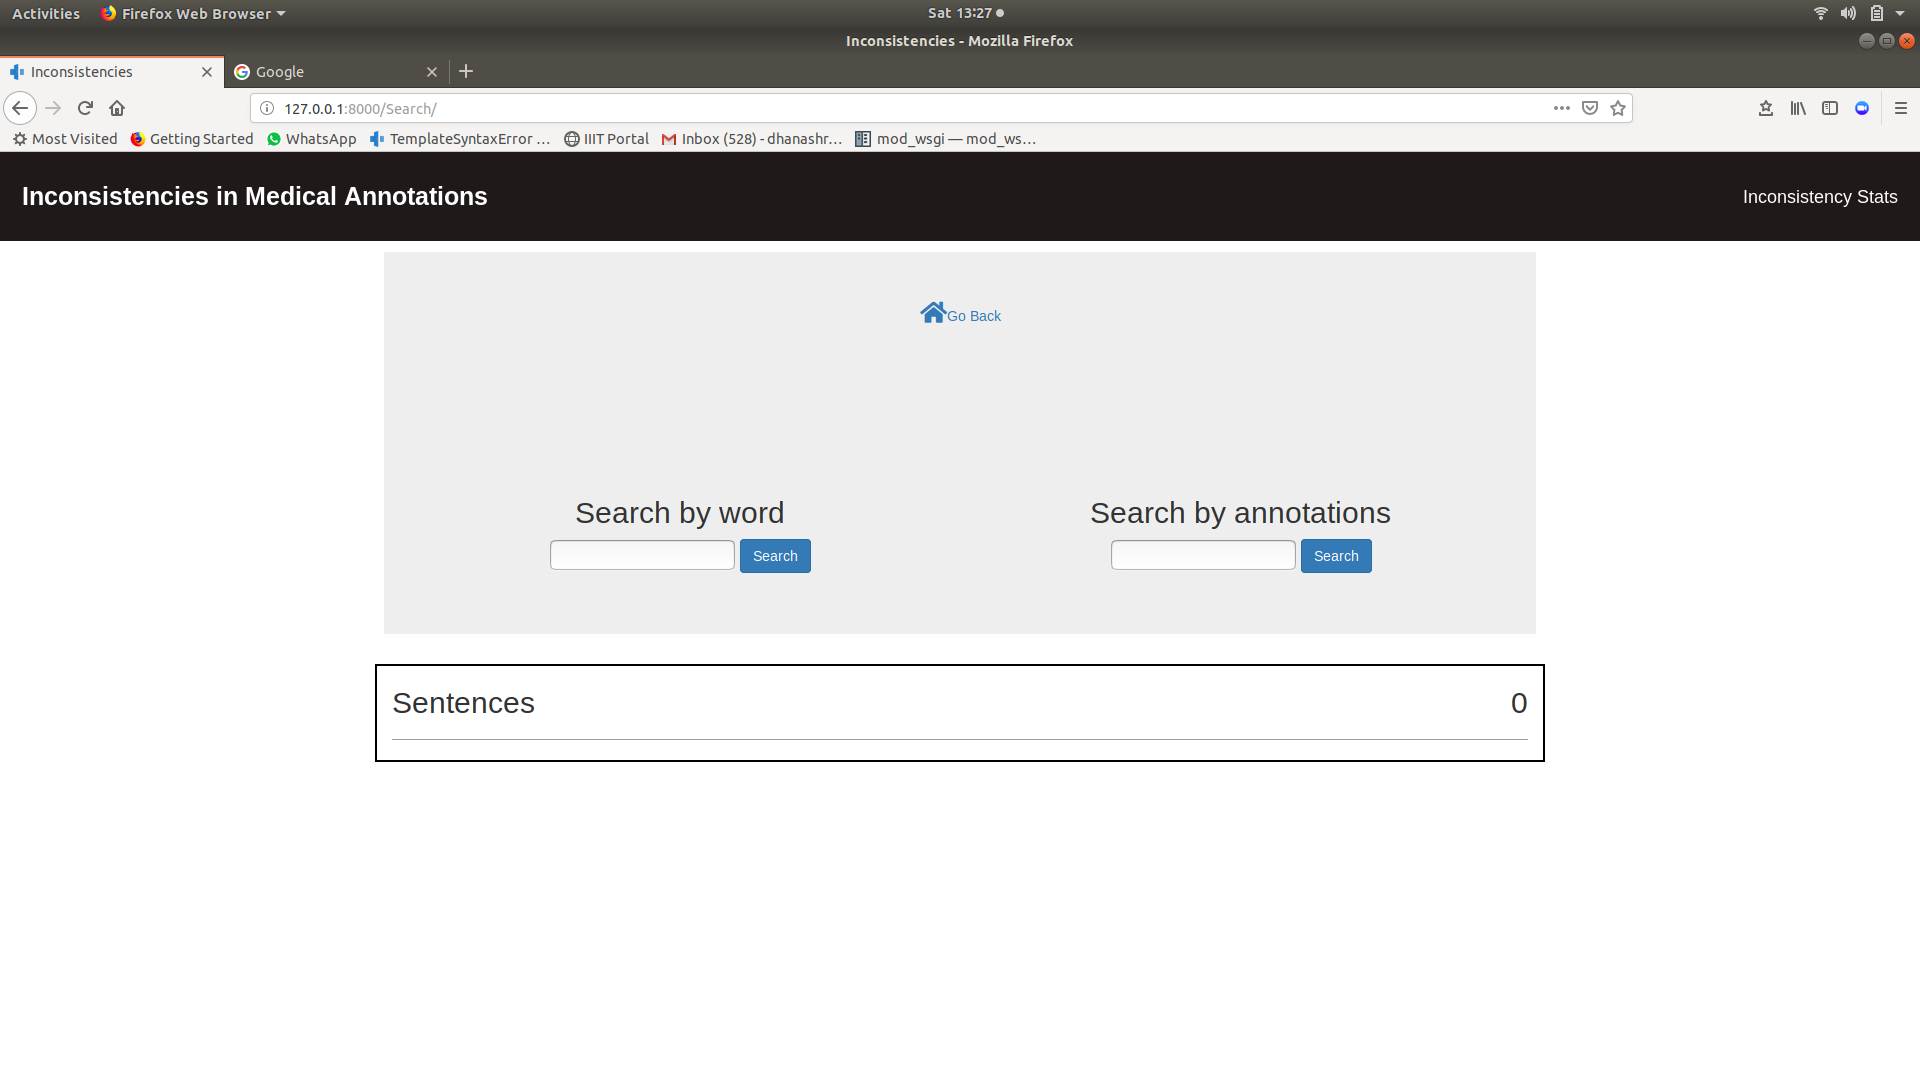 Activities Firefox Web Browser Sat 13:27
Inconsistencies - Mozilla Firefox
Inconsistencies Google
127.0.0.1:8000/Search/
Most Visited Getting Started WhatsApp TemplateSyntaxError ... IIIT Portal Inbox (528) - dhanashr... mod_wsgi — mod_ws...
Inconsistencies in Medical Annotations Inconsistency Stats
Go Back
Search by word Search by annotations
Search Search
Sentences 0